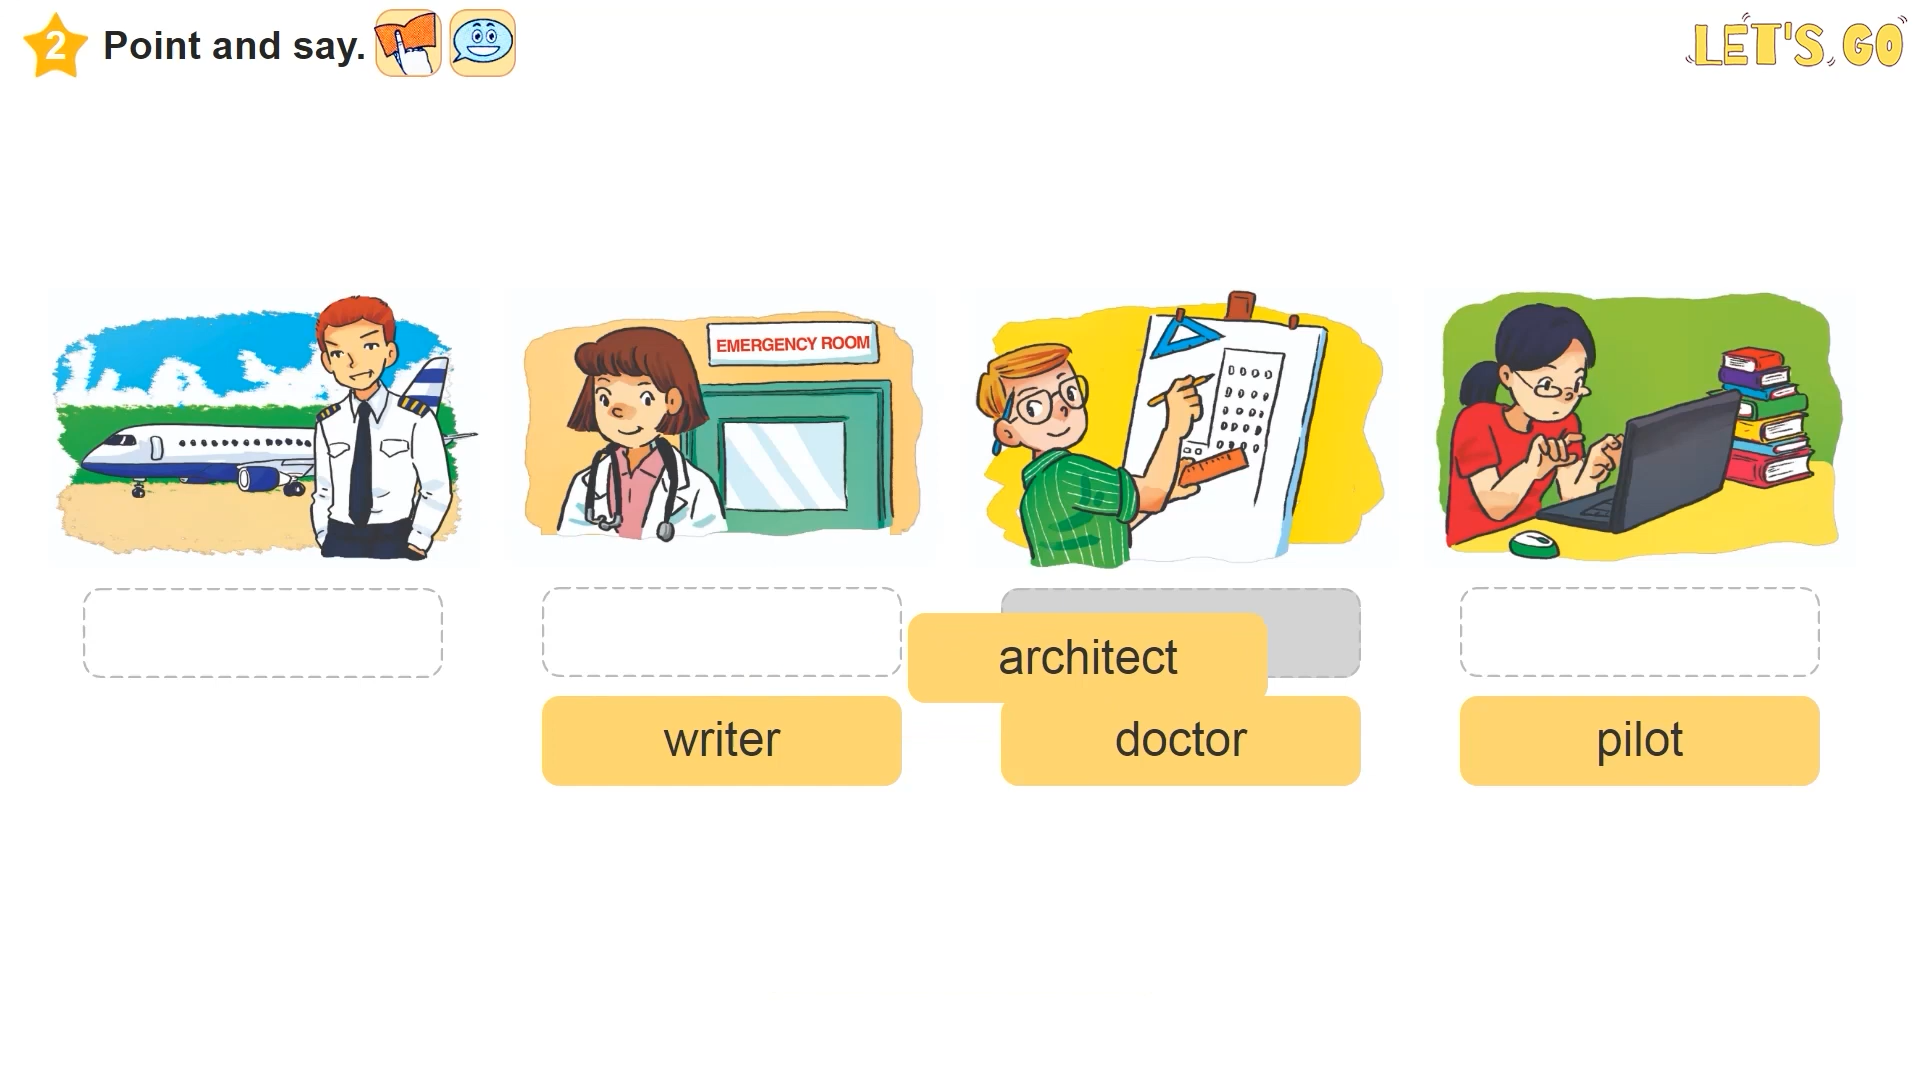 2 Point and say.
LET'S GO
EMERGENCY ROOM
architect
writer
doctor
pilot